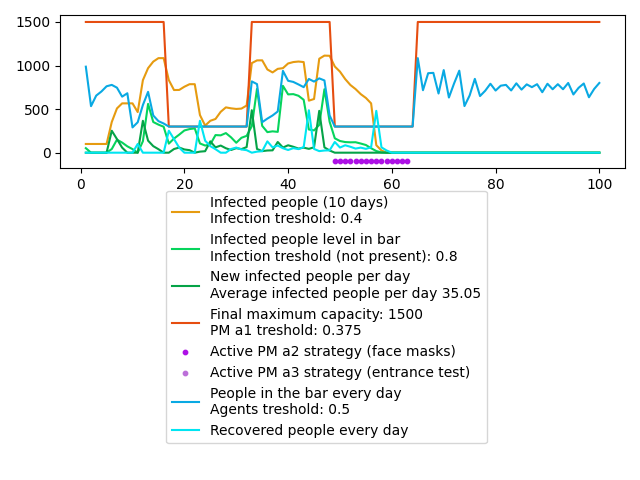 1500
1000
500
0
0 20 40 60 80 100
Infected people (10 days)
Infection treshold: 0.4
Infected people level in bar
Infection treshold (not present): 0.8
New infected people per day
Average infected people per day 35.05
Final maximum capacity: 1500
PM a1 treshold: 0.375
Active PM a2 strategy (face masks)
Active PM a3 strategy (entrance test)
People in the bar every day
Agents treshold: 0.5
Recovered people every day